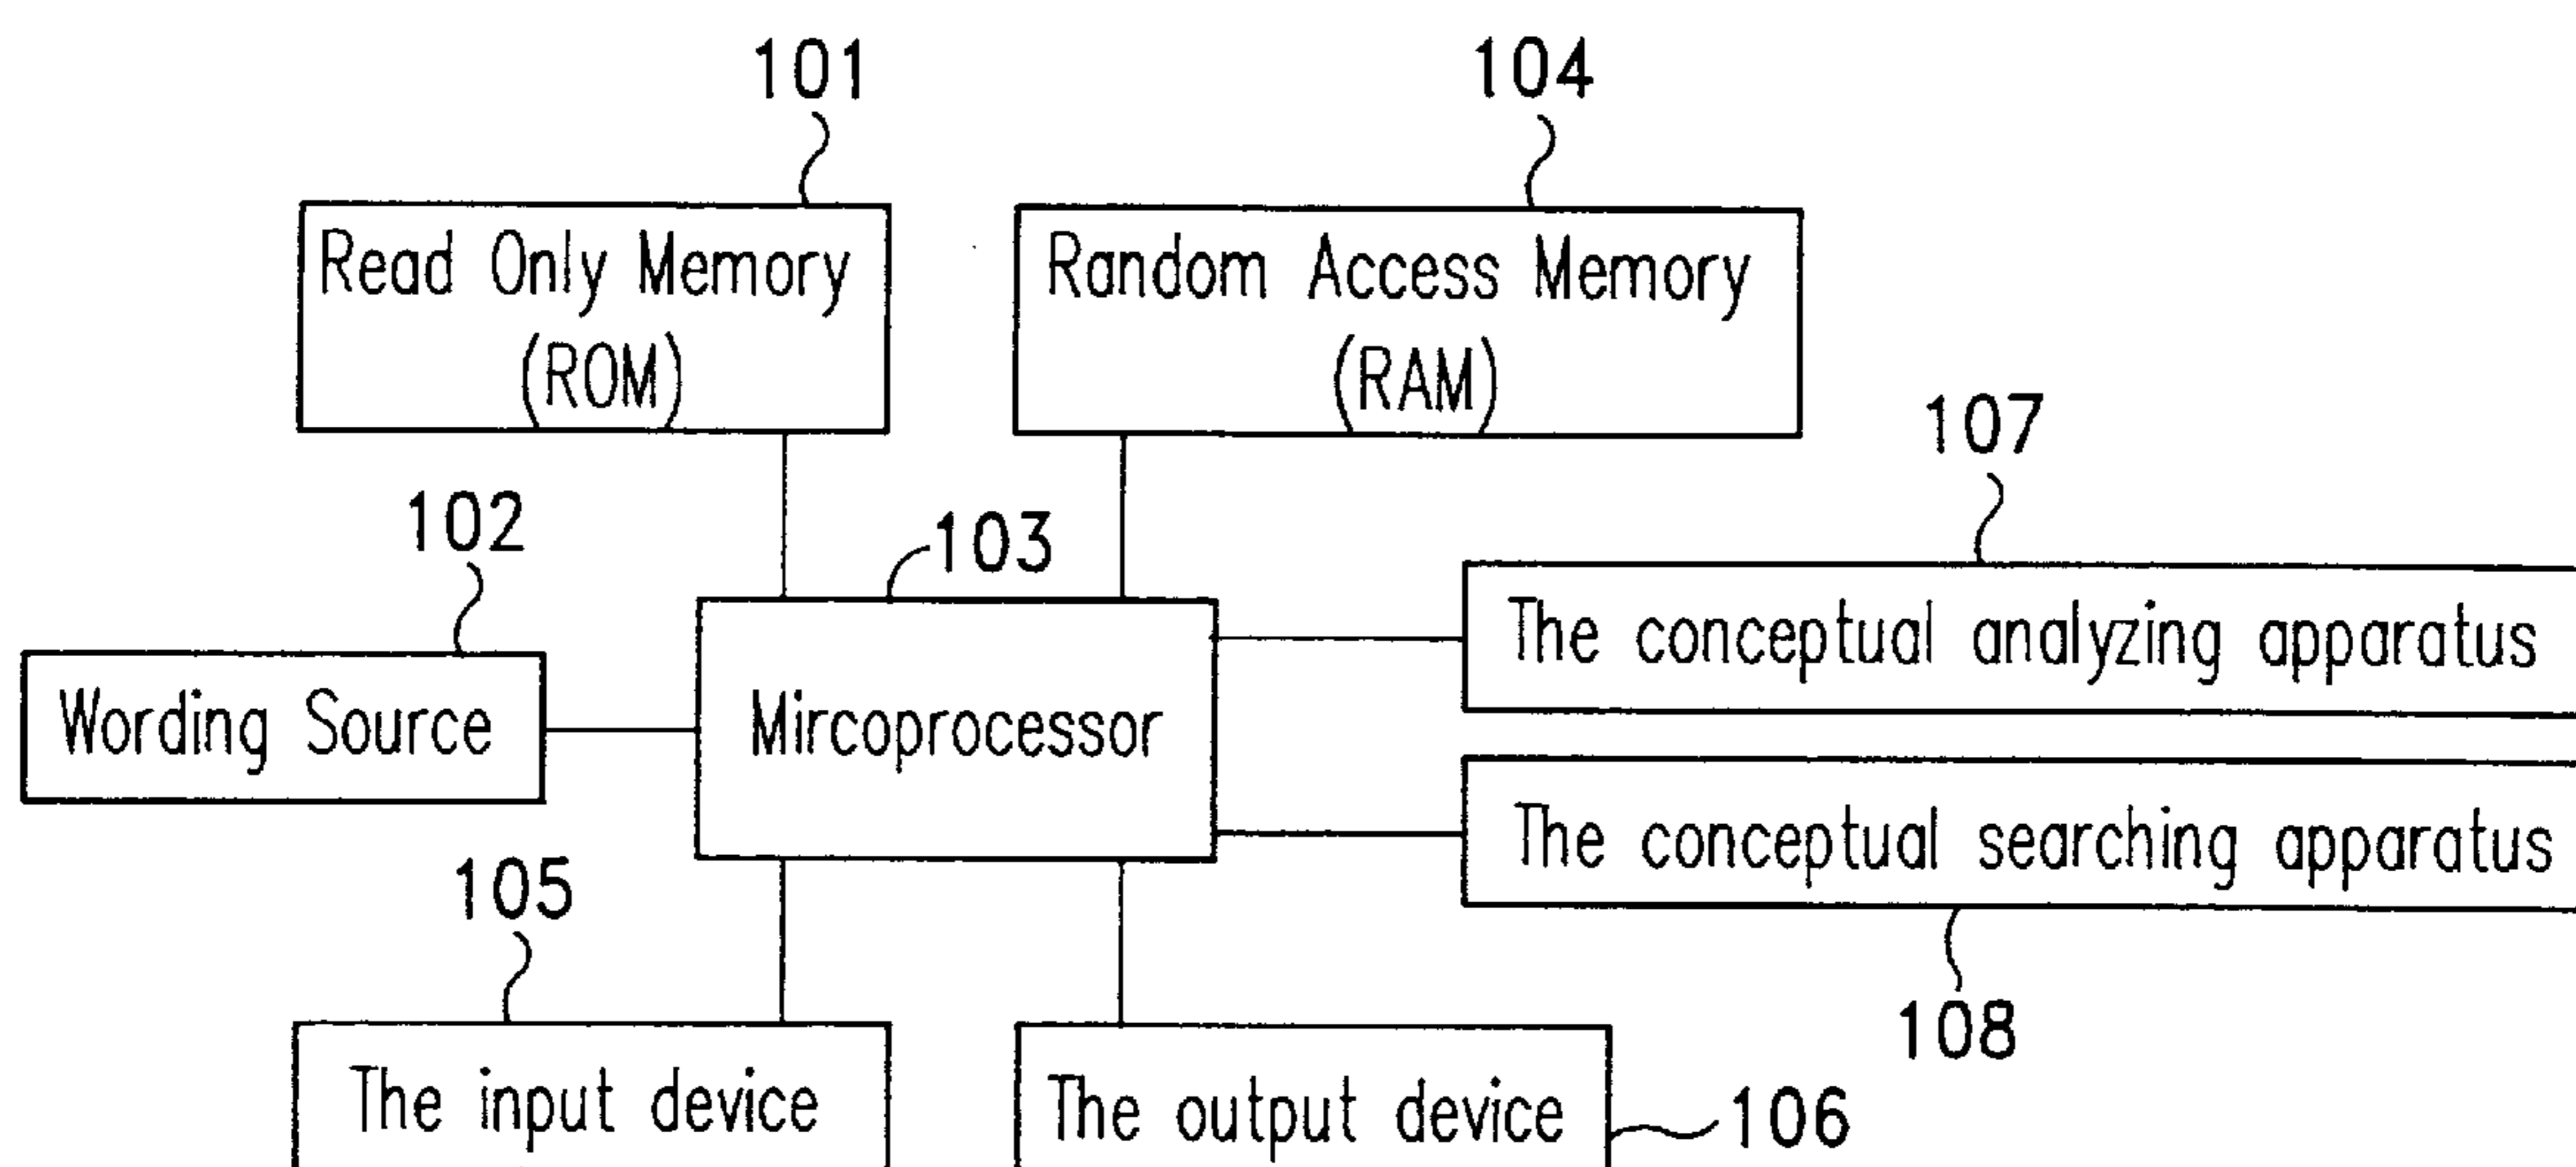 101
104
Read Only Memory
(ROM)
Random Access Memory
(RAM)
107
102
103
The conceptual analyzing apparatus
Wording Source
Mircoprocessor
The conceptual searching apparatus
105
108
The input device
The output device
106